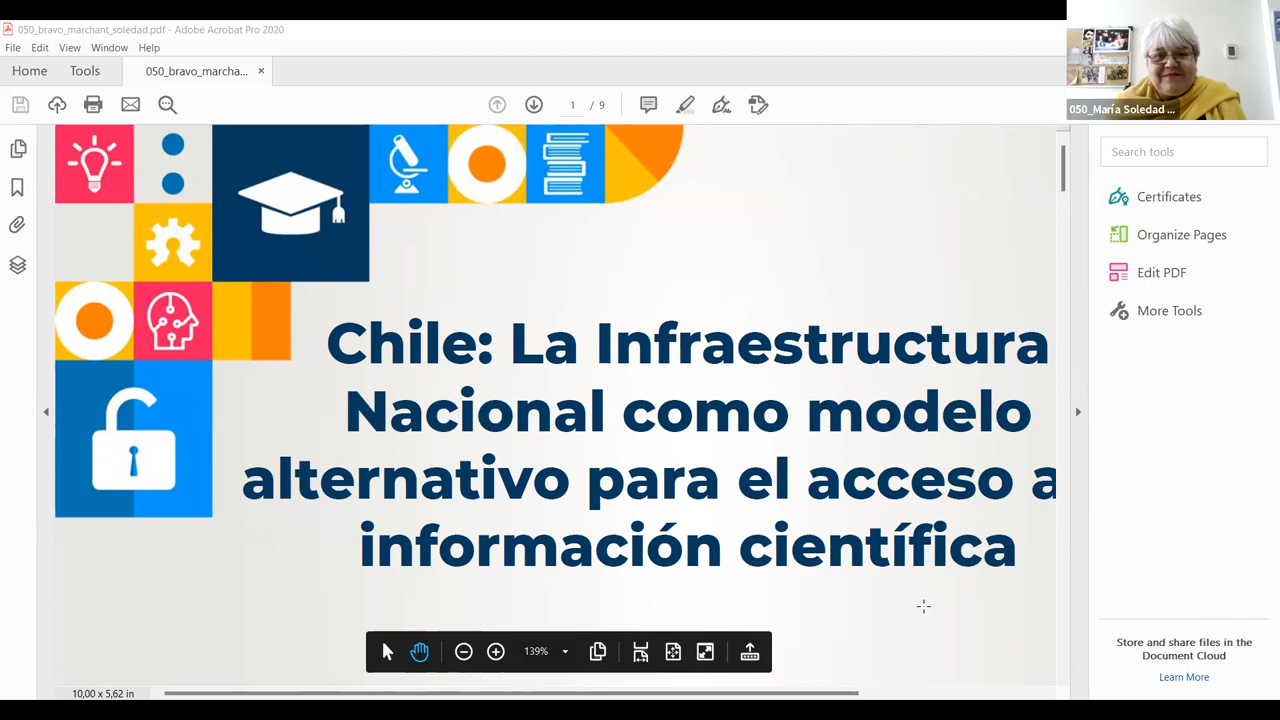 050_bravo_marchant_soledad.pdf - Adobe Acrobat Pro 2020
File Edit View Window Help
Home Tools 050_bravo_marcha... ×
1 / 9
050_María Soledad ...
Search tools
Certificates
Organize Pages
Edit PDF
More Tools
Chile: La Infraestructura
Nacional como modelo
alternativo para el acceso a
información científica
139%
Store and share files in the
Document Cloud
Learn More
10,00 x 5,62 in